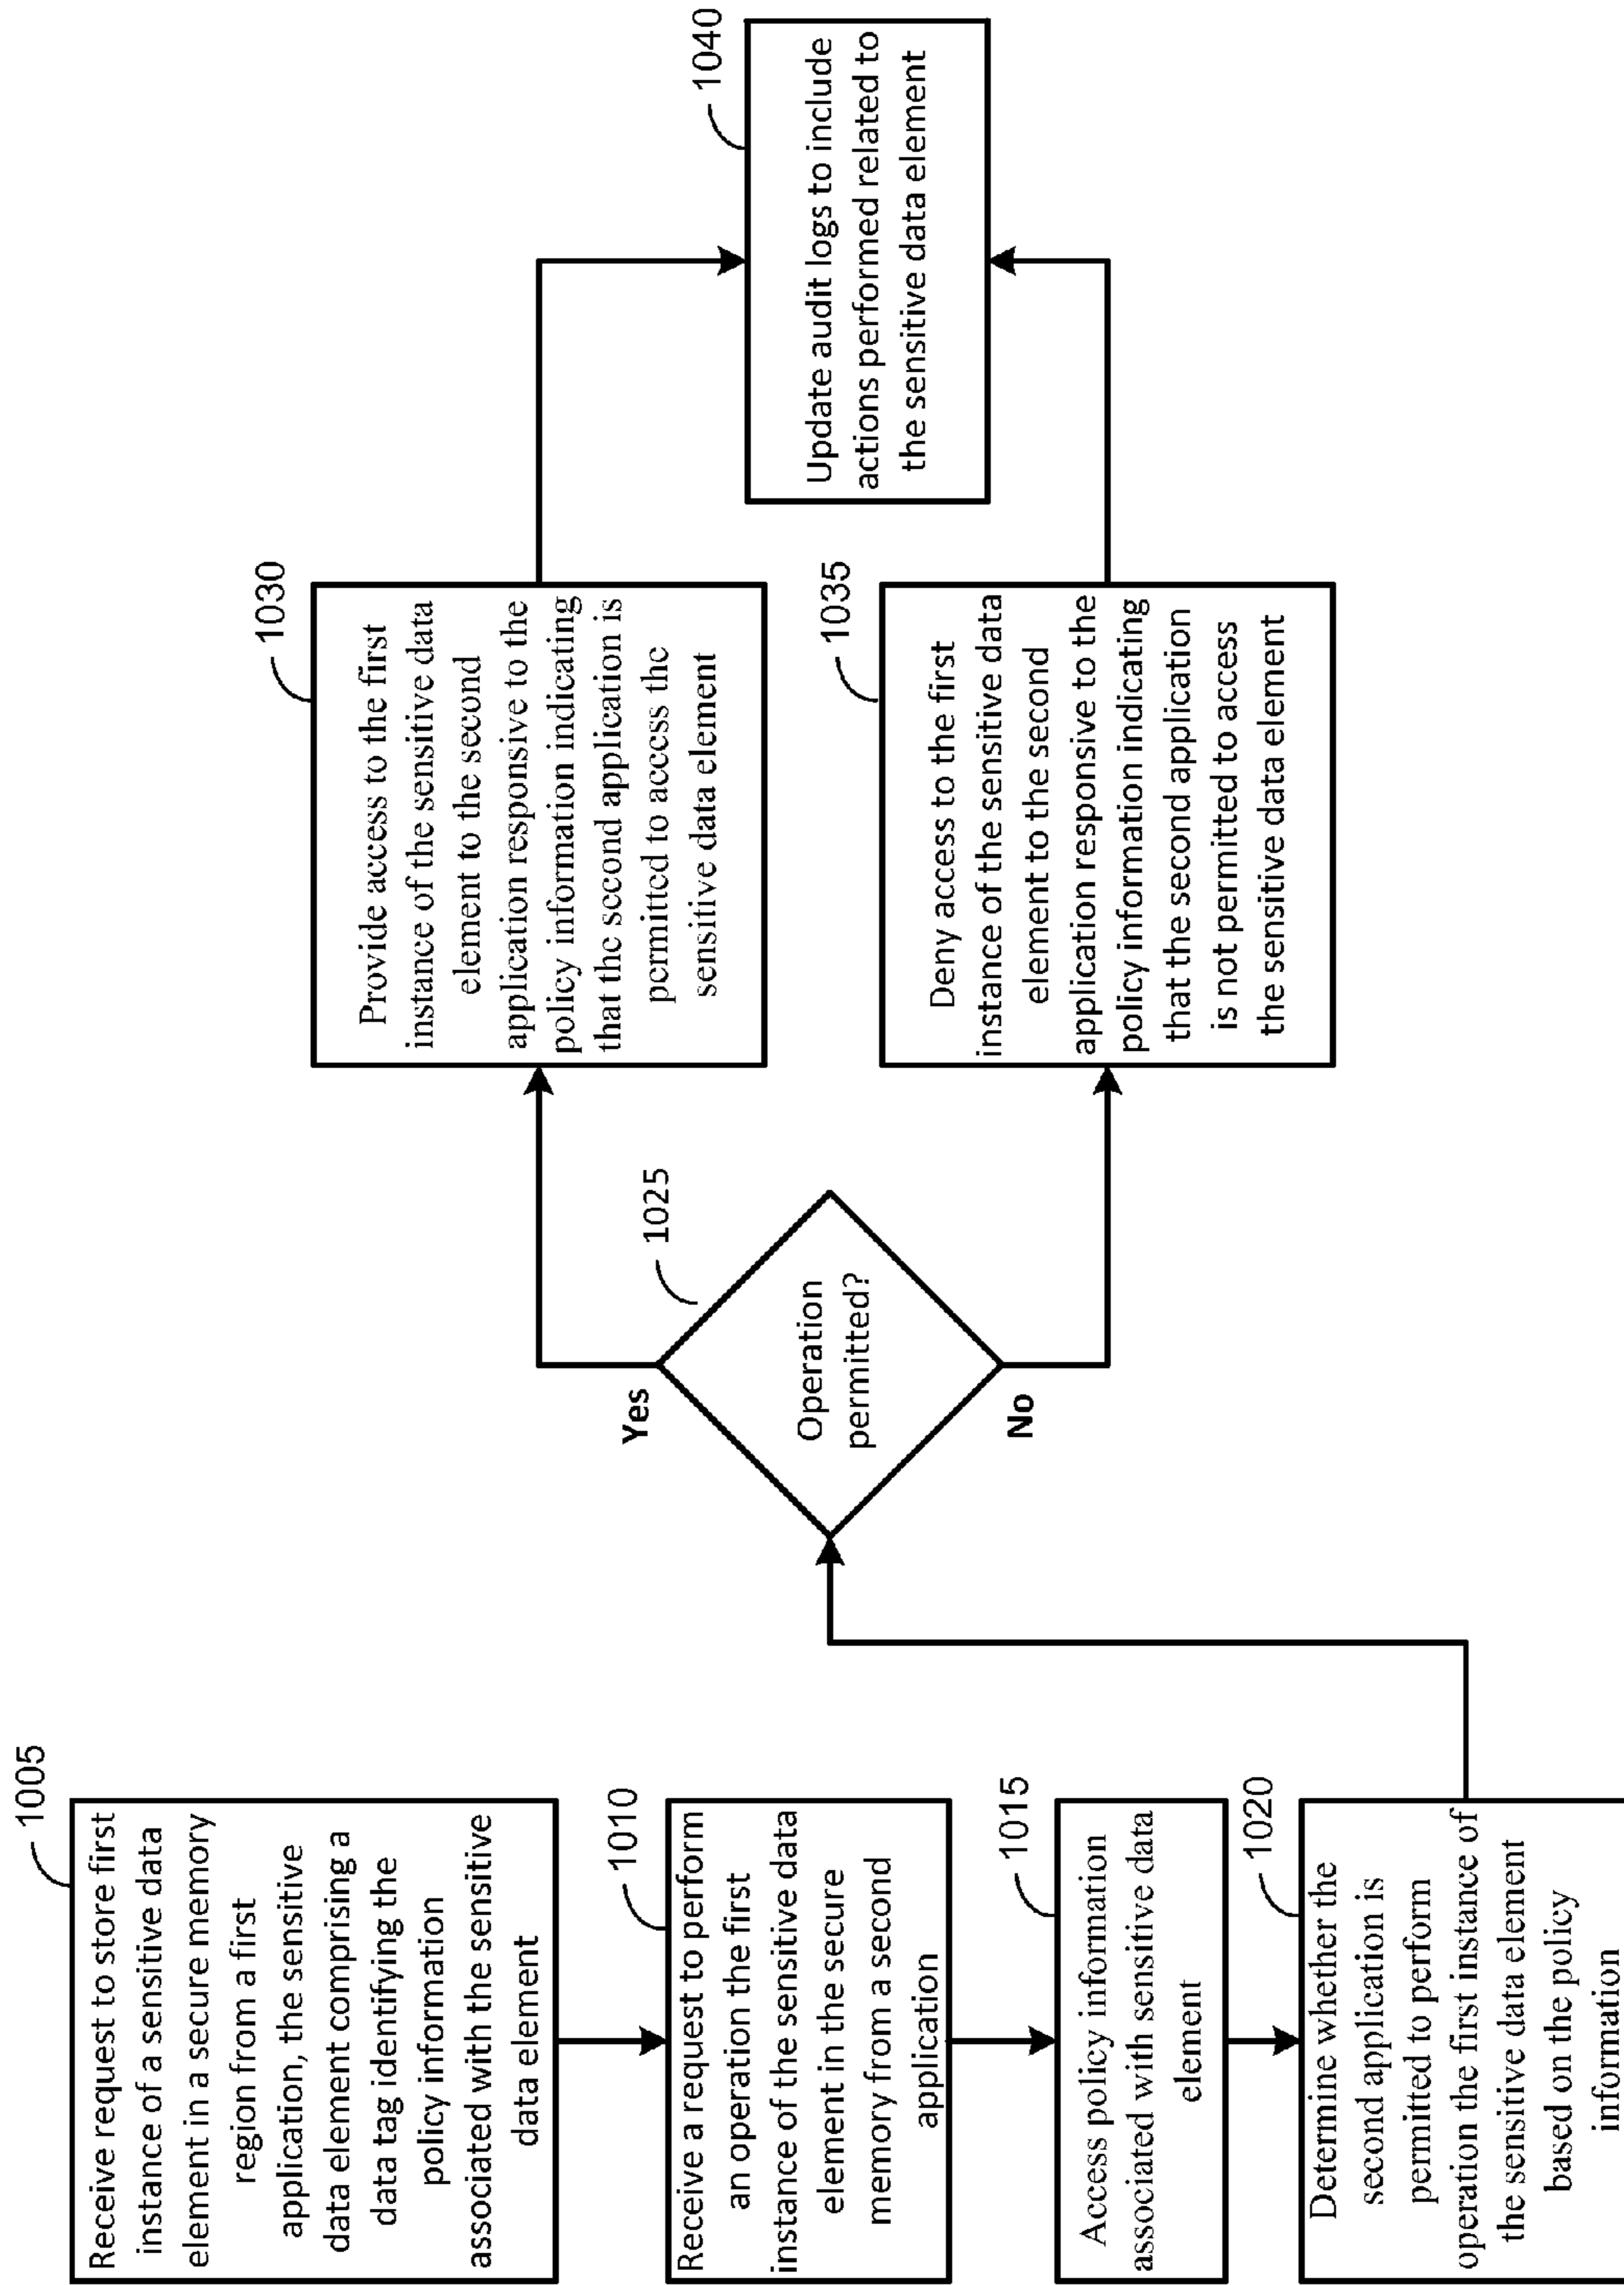 1005
Receive request to store first
instance of a sensitive data
element in a secure memory
region from a first
application, the sensitive
data element comprising a
data tag identifying the
policy information
associated with the sensitive
data element
1010
Receive a request to perform
an operation the first
instance of the sensitive data
element in the secure
memory from a second
application
1015
Access policy information
associated with sensitive data
element
1020
Determine whether the
second application is
permitted to perform
operation the first instance of
the sensitive data element
based on the policy
information
1025
Operation
permitted?
Yes
No
1030
Provide access to the first
instance of the sensitive data
element to the second
application responsive to the
policy information indicating
that the second application is
permitted to access the
sensitive data element
1035
Deny access to the first
instance of the sensitive data
element to the second
application responsive to the
policy information indicating
that the second application
is not permitted to access
the sensitive data element
1040
Update audit logs to include
actions performed related to
the sensitive data element